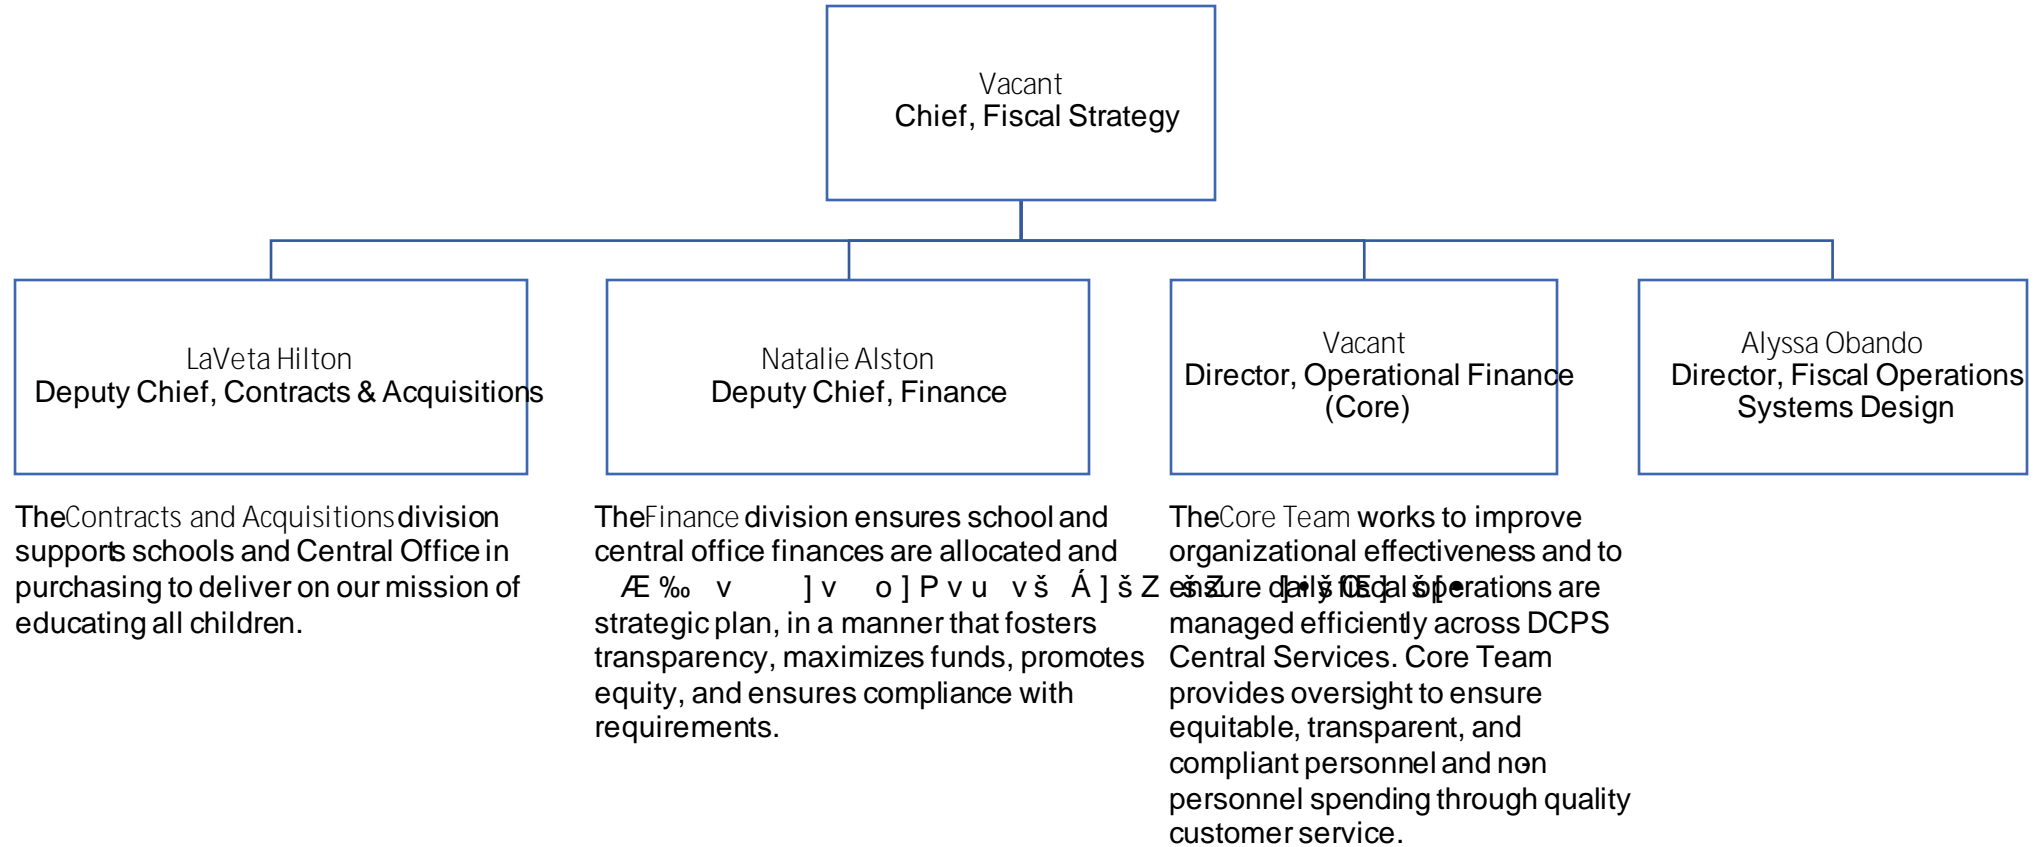 Vacant
Chief, Fiscal Strategy
LaVeta Hilton
Deputy Chief, Contracts & Acquisitions
Natalie Alston
Deputy Chief, Finance
Vacant
Director, Operational Finance
(Core)
Alyssa Obando
Director, Fiscal Operations
Systems Design
The Contracts and Acquisitions division
supports schools and Central Office in
purchasing to deliver on our mission of
educating all children.
The Finance division ensures school and
central office finances are allocated and
strategic plan, in a manner that fosters
transparency, maximizes funds, promotes
equity, and ensures compliance with
requirements.
The Core Team works to improve
organizational effectiveness and to
ensure daily fiscal operations are
managed efficiently across DCPS
Central Services. Core Team
provides oversight to ensure
equitable, transparent, and
compliant personnel and non-
personnel spending through quality
customer service.